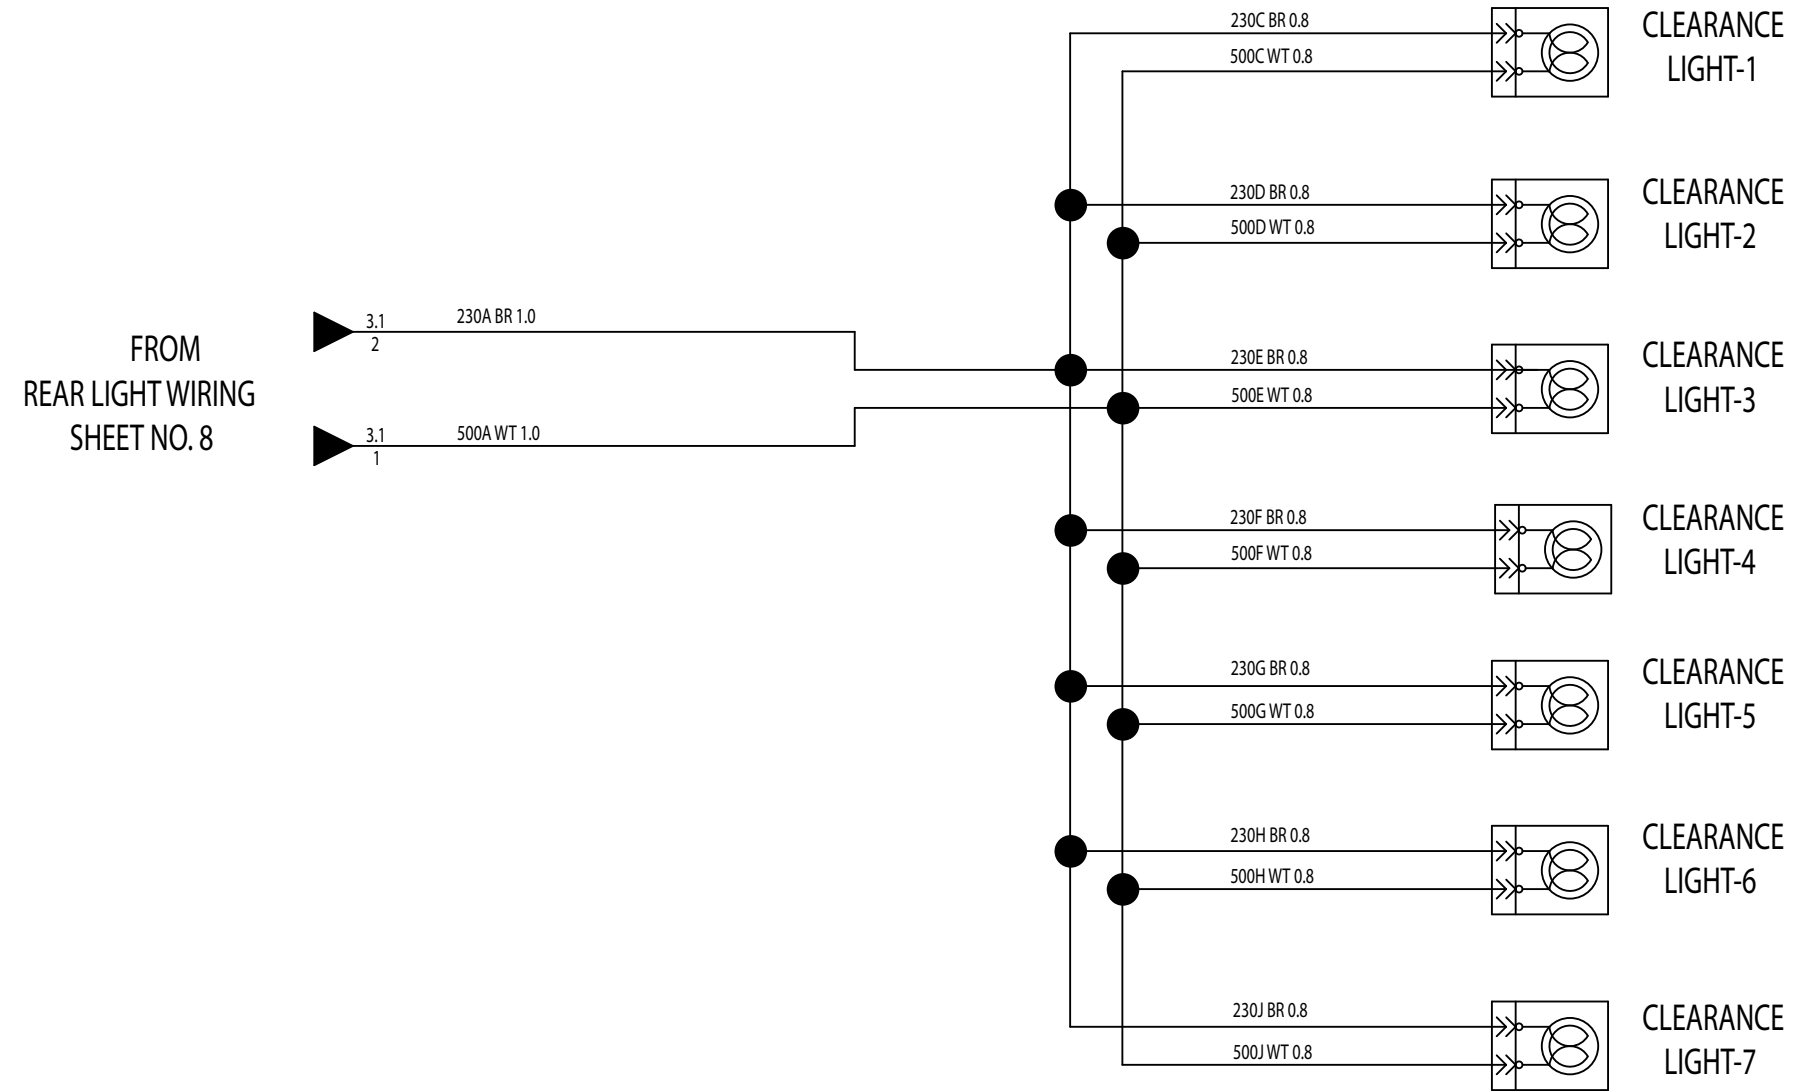 230C BR 0.8
500C WT 0.8
CLEARANCE
LIGHT-1
230D BR 0.8
500D WT 0.8
CLEARANCE
LIGHT-2
FROM
REAR LIGHT WIRING
SHEET NO. 8
3.1
2
230A BR 1.0
3.1
1
500A WT 1.0
230E BR 0.8
500E WT 0.8
CLEARANCE
LIGHT-3
230F BR 0.8
500F WT 0.8
CLEARANCE
LIGHT-4
230G BR 0.8
500G WT 0.8
CLEARANCE
LIGHT-5
230H BR 0.8
500H WT 0.8
CLEARANCE
LIGHT-6
230J BR 0.8
500J WT 0.8
CLEARANCE
LIGHT-7